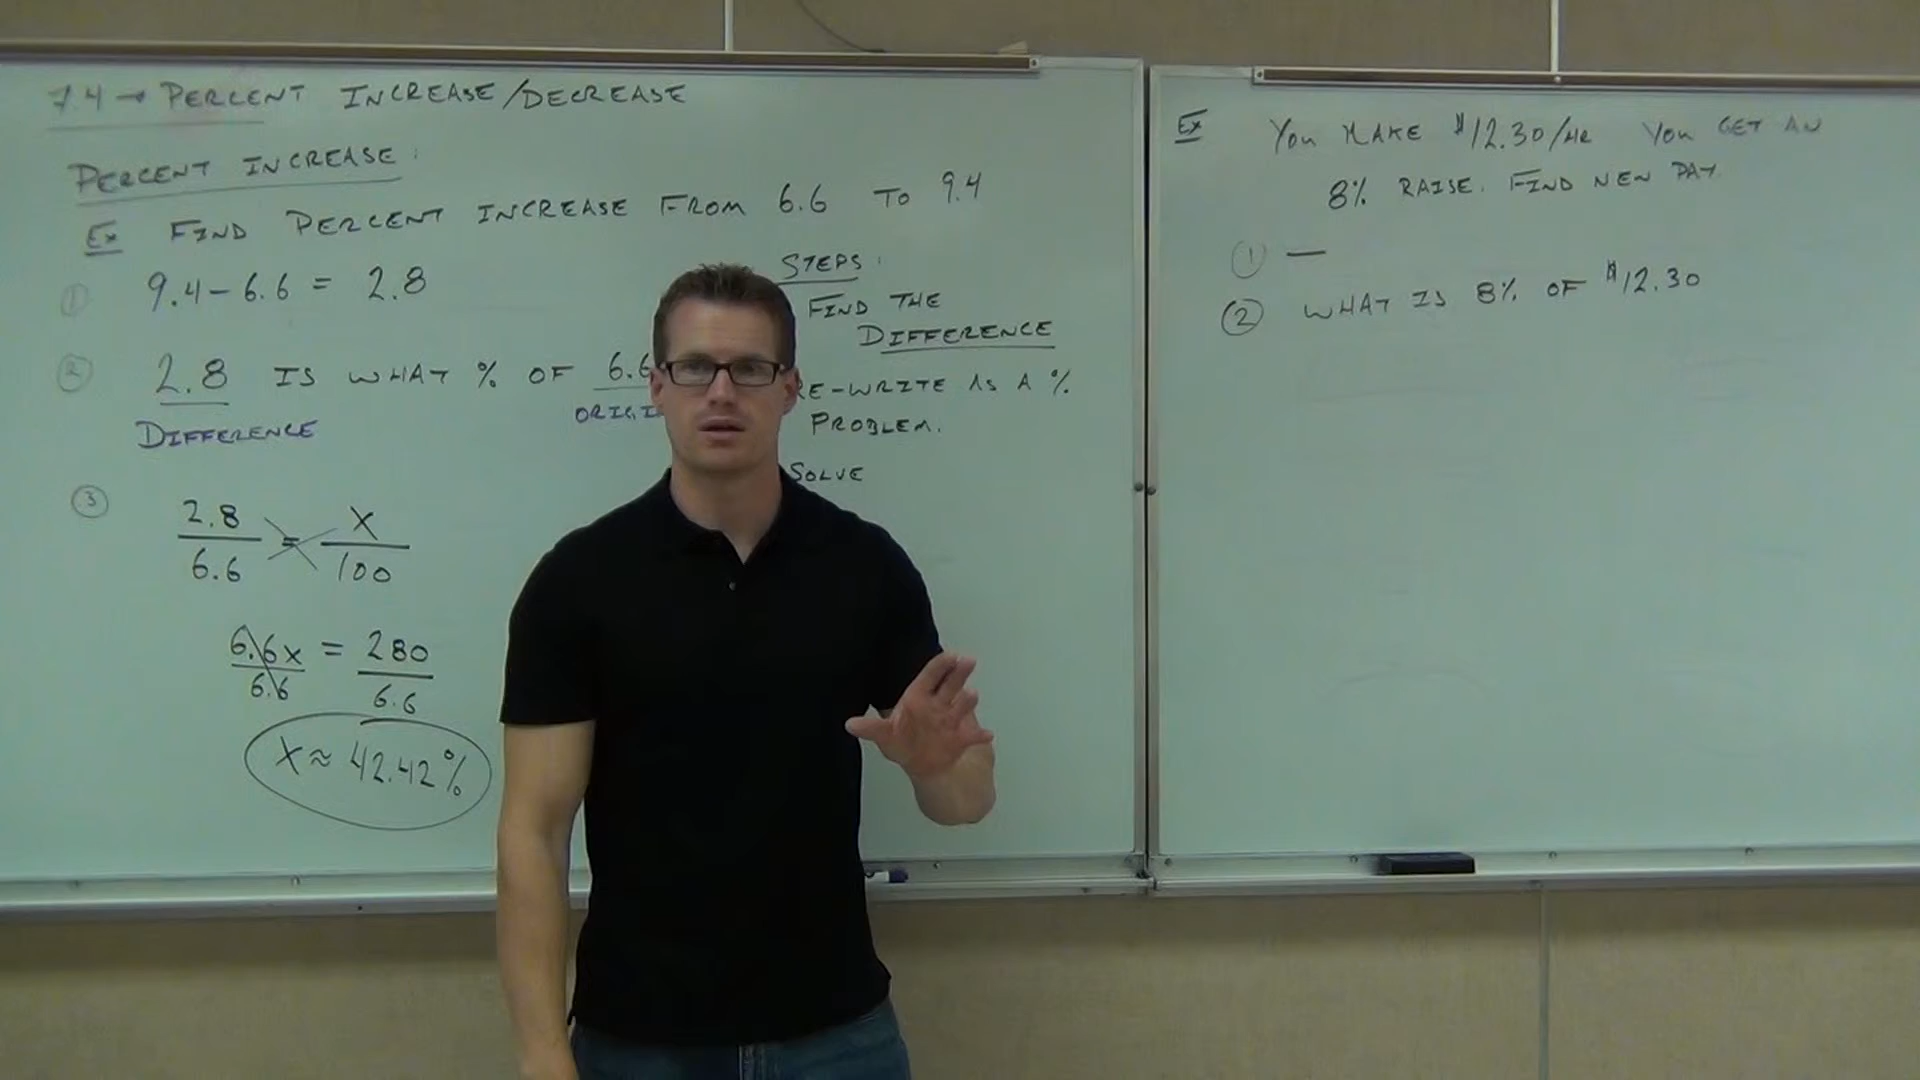 7.4 → PERCENT INCREASE/DECREASE
PERCENT INCREASE:
Ex FIND PERCENT INCREASE FROM 6.6 TO 9.4
① 9.4 - 6.6 = 2.8
② 2.8 IS WHAT % OF 6.6
DIFFERENCE ORIGI
③ 2.8/6.6 = X/100
6.6x/6.6 = 280/6.6
X ≈ 42.42%
STEPS:
FIND THE
DIFFERENCE
RE-WRITE AS A %
PROBLEM.
SOLVE
Ex YOU MAKE $12.30/HR YOU GET AN
8% RAISE. FIND NEW PAY.
① —
② WHAT IS 8% OF $12.30